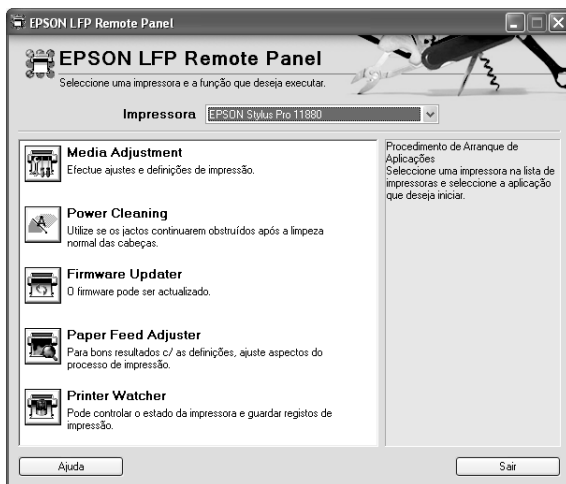 EPSON LFP Remote Panel
EPSON LFP Remote Panel
Seleccione uma impressora e a função que deseja executar.
Impressora EPSON Stylus Pro 11880
Media Adjustment
Efectue ajustes e definições de impressão.
Power Cleaning
Utilize se os jactos continuarem obstruídos após a limpeza
normal das cabeças.
Firmware Updater
O firmware pode ser actualizado.
Paper Feed Adjuster
Para bons resultados c/ as definições, ajuste aspectos do
processo de impressão.
Printer Watcher
Pode controlar o estado da impressora e guardar registos de
impressão.
Procedimento de Arranque de
Aplicações
Seleccione uma impressora na lista de
impressoras e seleccione a aplicação
que deseja iniciar.
Ajuda
Sair